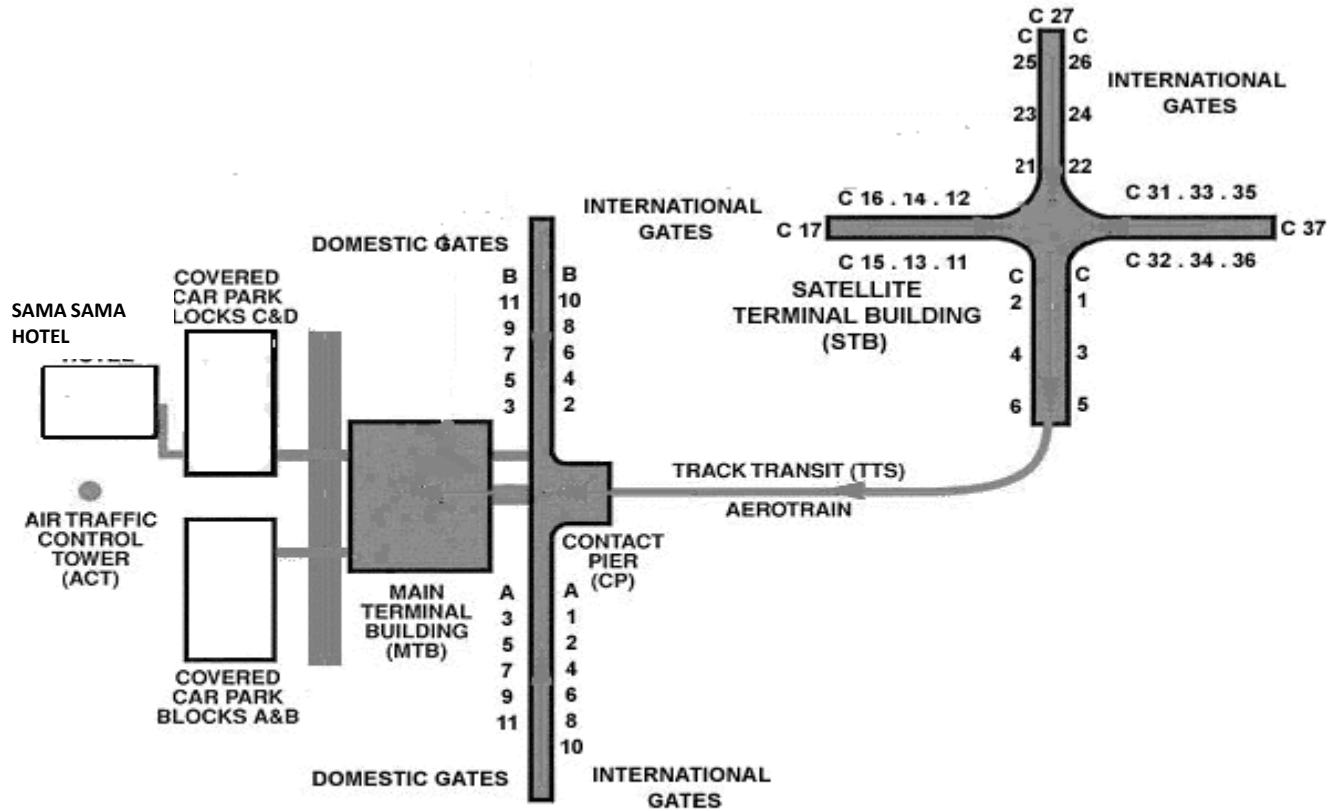 C 27
C C
25 26
INTERNATIONAL
GATES
23 24
21 22
C 16 . 14 . 12
C 31 . 33 . 35
C 17
C 37
C 15 . 13 . 11
C 32 . 34 . 36
SATELLITE
TERMINAL BUILDING
(STB)
C C
2 1
4 3
6 5
INTERNATIONAL
GATES
DOMESTIC GATES
B B
11 10
9 8
7 6
5 4
3 2
COVERED
CAR PARK
LOCKS C&D
SAMA SAMA
HOTEL
TRACK TRANSIT (TTS)
AEROTRAIN
AIR TRAFFIC
CONTROL
TOWER
(ACT)
CONTACT
PIER
(CP)
MAIN
TERMINAL
BUILDING
(MTB)
A A
3 1
5 2
7 4
9 6
11 8
10
COVERED
CAR PARK
BLOCKS A&B
DOMESTIC GATES
INTERNATIONAL
GATES